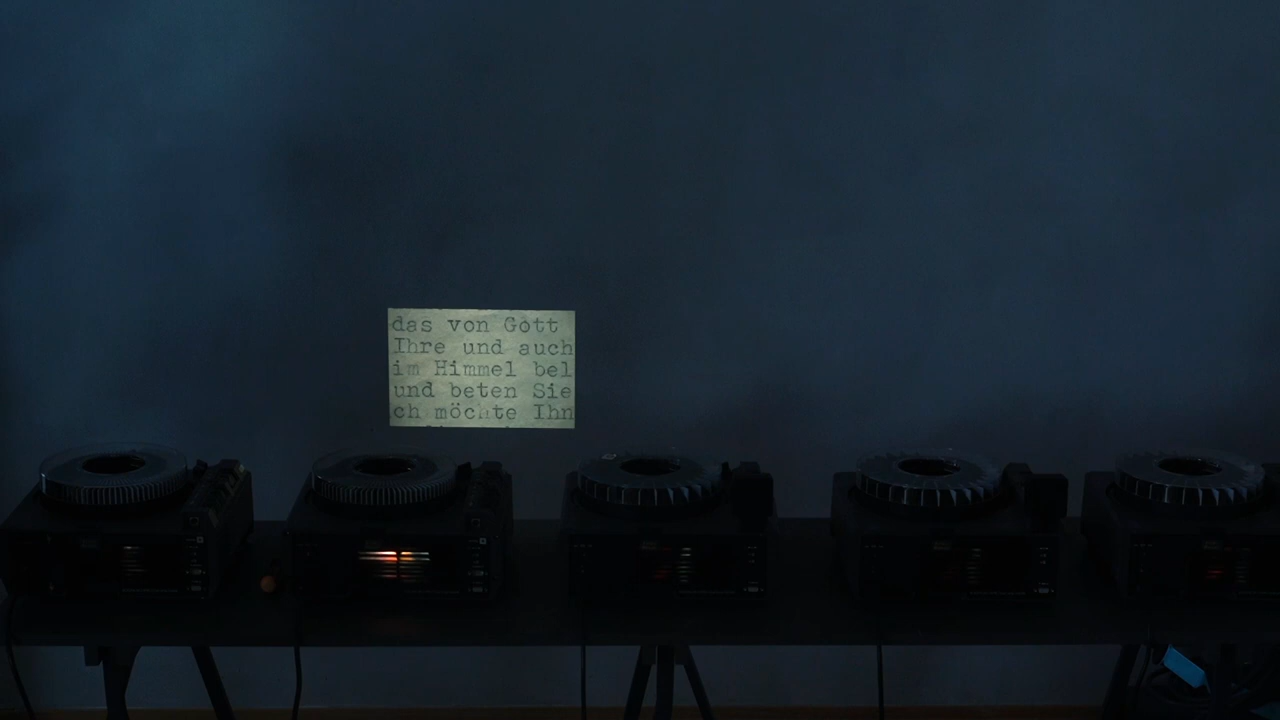 das von Gott
Ihre und auch
im Himmel bel
und beten Sie
ch möchte Ihn